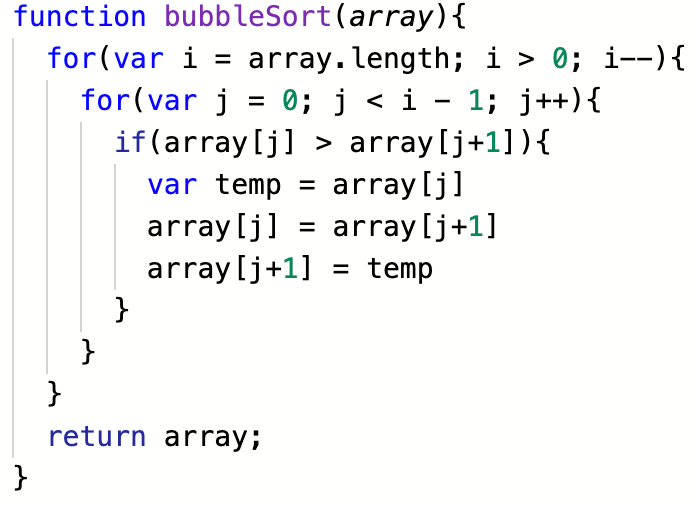 function bubbleSort(array){
  for(var i = array.length; i > 0; i--){
    for(var j = 0; j < i - 1; j++){
      if(array[j] > array[j+1]){
        var temp = array[j]
        array[j] = array[j+1]
        array[j+1] = temp
      }
    }
  }
  return array;
}